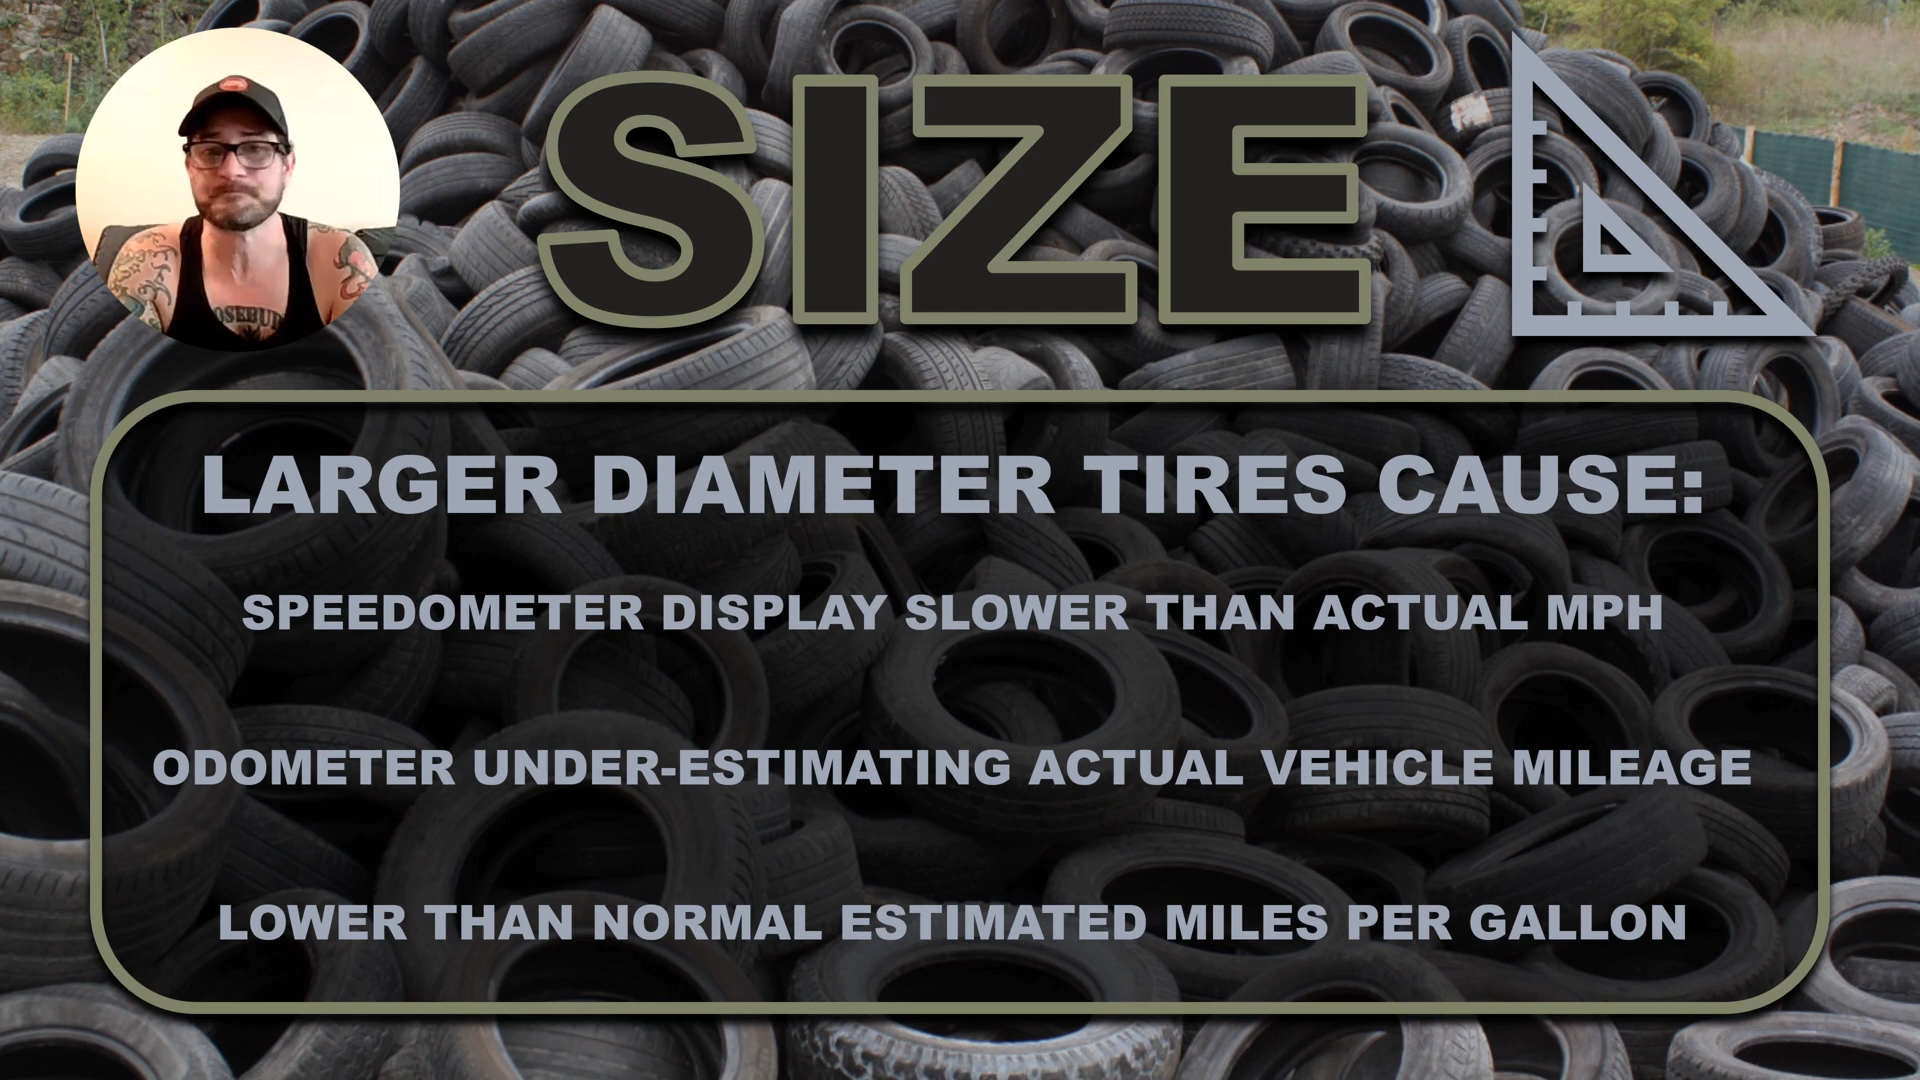 SIZE
LARGER DIAMETER TIRES CAUSE:
SPEEDOMETER DISPLAY SLOWER THAN ACTUAL MPH
ODOMETER UNDER-ESTIMATING ACTUAL VEHICLE MILEAGE
LOWER THAN NORMAL ESTIMATED MILES PER GALLON